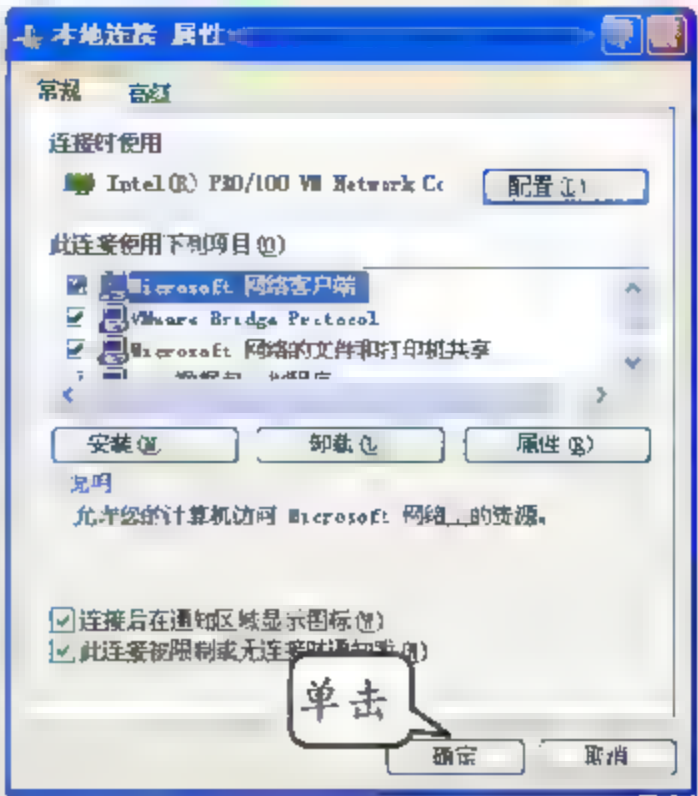 本地连接 属性
常规 高级
连接时使用
Intel(R) PRO/100 VE Network Cc 配置(C)
此连接使用下列项目(O)
Microsoft 网络客户端
VMware Bridge Protocol
Microsoft 网络的文件和打印机共享
安装(N) 卸载(U) 属性(R)
说明
允许您的计算机访问 Microsoft 网络上的资源。
连接后在通知区域显示图标(W)
此连接被限制或无连接时通知我(M)
单击
确定 取消